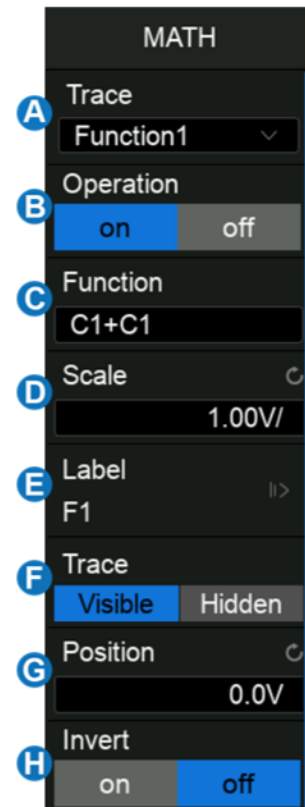 MATH
A Trace
Function1
B Operation
on off
C Function
C1+C1
D Scale
1.00V/
E Label
F1
F Trace
Visible Hidden
G Position
0.0V
H Invert
on off